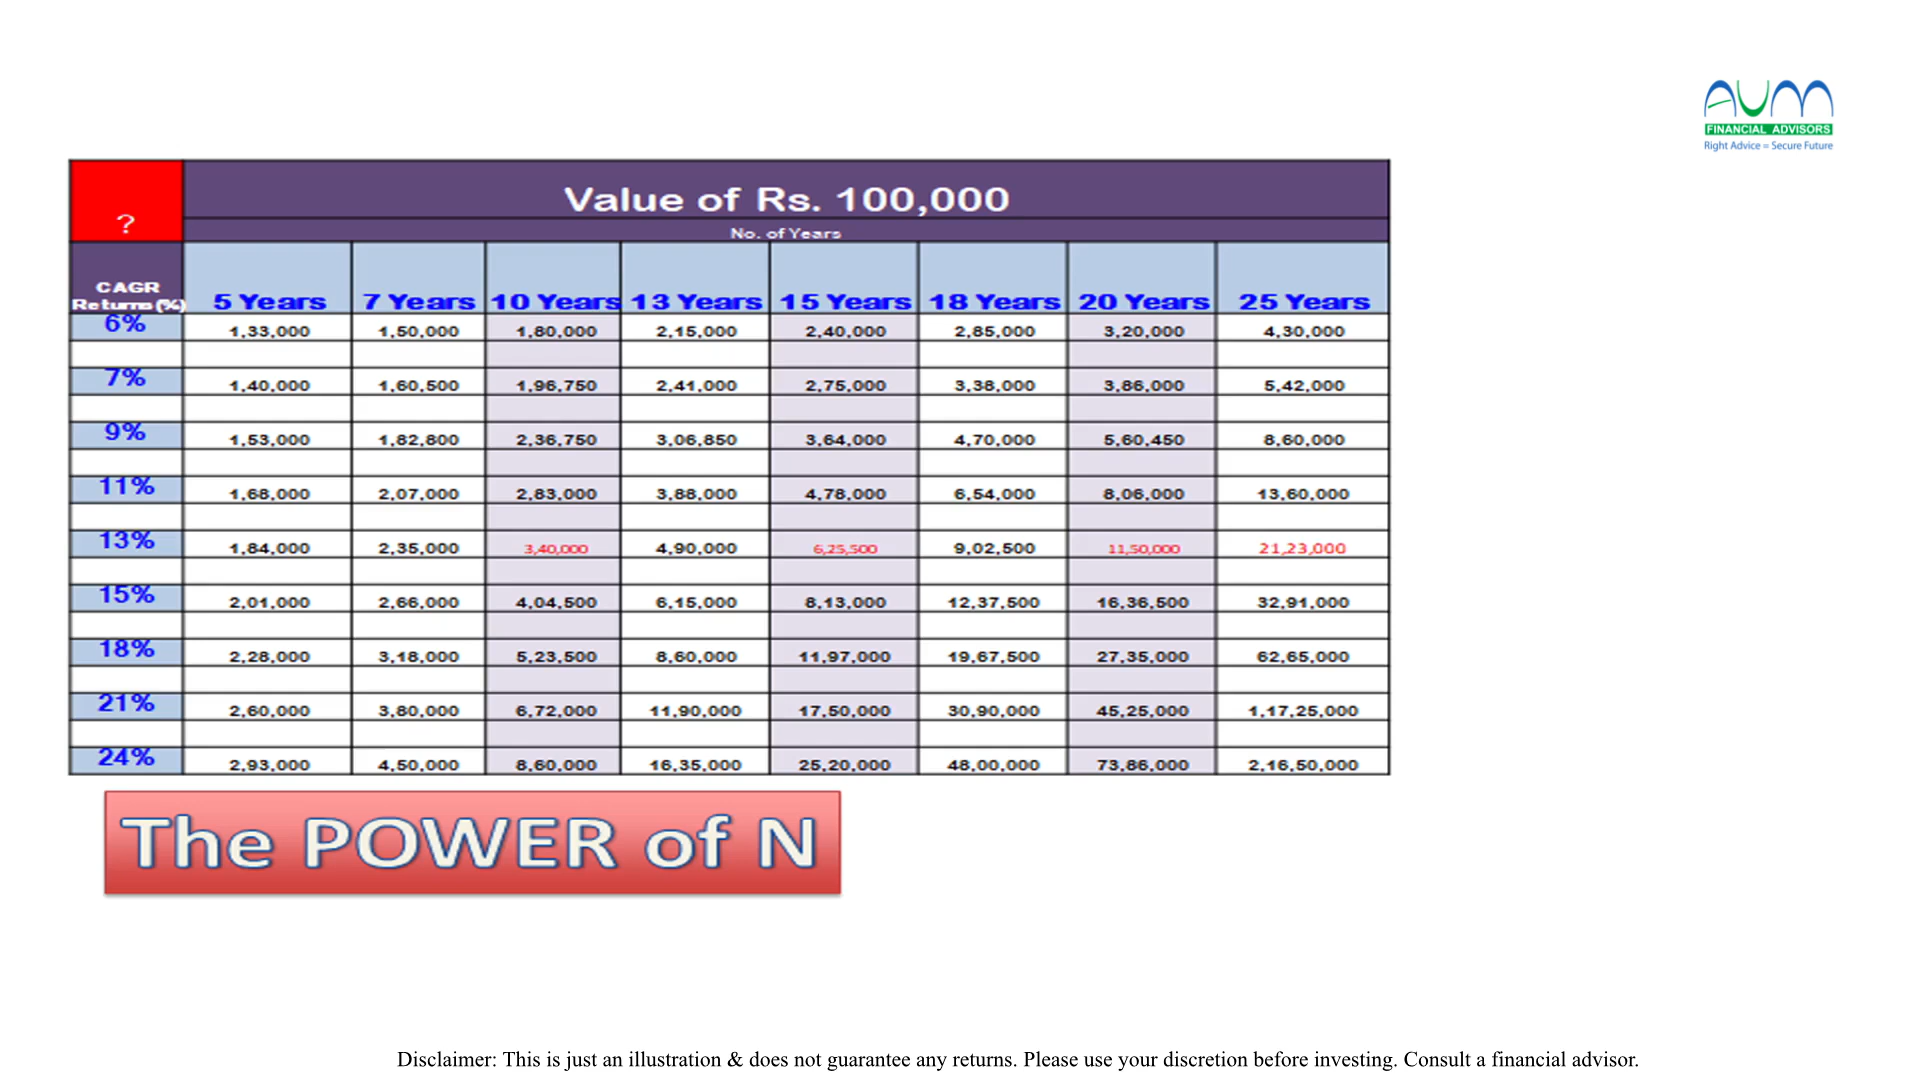 AUM
FINANCIAL ADVISORS
Right Advice = Secure Future
?
Value of Rs. 100,000
No. of Years
CAGR
Returns (%) 5 Years 7 Years 10 Years 13 Years 15 Years 18 Years 20 Years 25 Years
6% 1,33,000 1,50,000 1,80,000 2,15,000 2,40,000 2,85,000 3,20,000 4,30,000
7% 1,40,000 1,60,500 1,96,750 2,41,000 2,75,000 3,38,000 3,86,000 5,42,000
9% 1,53,000 1,82,800 2,36,750 3,06,850 3,64,000 4,70,000 5,60,450 8,60,000
11% 1,68,000 2,07,000 2,83,000 3,88,000 4,78,000 6,54,000 8,06,000 13,60,000
13% 1,84,000 2,35,000 3,40,000 4,90,000 6,25,500 9,02,500 11,50,000 21,23,000
15% 2,01,000 2,66,000 4,04,500 6,15,000 8,13,000 12,37,500 16,36,500 32,91,000
18% 2,28,000 3,18,000 5,23,500 8,60,000 11,97,000 19,67,500 27,35,000 62,65,000
21% 2,60,000 3,80,000 6,72,000 11,90,000 17,50,000 30,90,000 45,25,000 1,17,25,000
24% 2,93,000 4,50,000 8,60,000 16,35,000 25,20,000 48,00,000 73,86,000 2,16,50,000
The POWER of N
Disclaimer: This is just an illustration & does not guarantee any returns. Please use your discretion before investing. Consult a financial advisor.